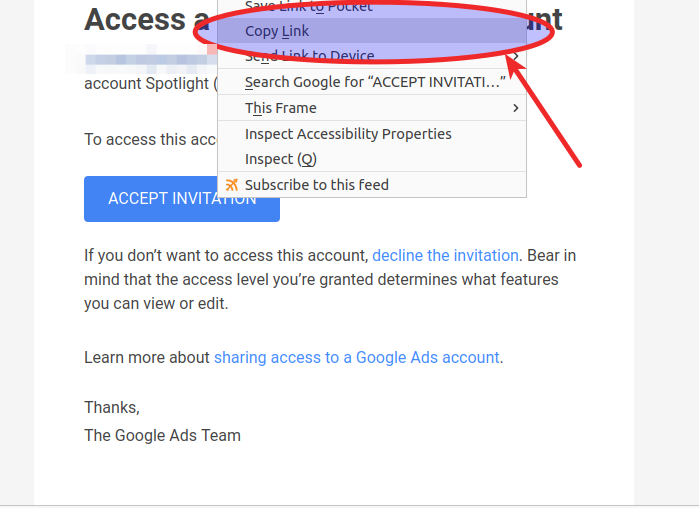 Access a unt
Save Link to Pocket
Copy Link
Send Link to Device
account Spotlight (
Search Google for “ACCEPT INVITATI…”
This Frame
To access this acc
Inspect Accessibility Properties
Inspect (Q)
Subscribe to this feed
ACCEPT INVITATION
If you don’t want to access this account, decline the invitation. Bear in
mind that the access level you’re granted determines what features
you can view or edit.
Learn more about sharing access to a Google Ads account.
Thanks,
The Google Ads Team